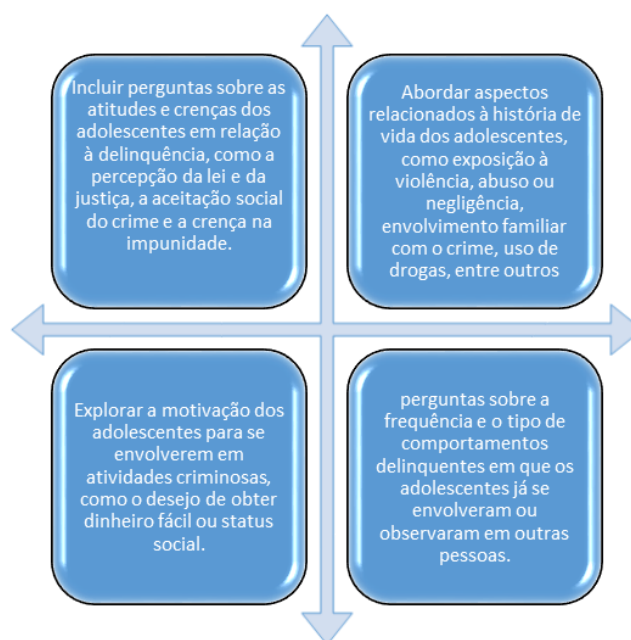 Incluir perguntas sobre as
atitudes e crenças dos
adolescentes em relação
à delinquência, como a
percepção da lei e da
justiça, a aceitação social
do crime e a crença na
impunidade.
Abordar aspectos
relacionados à história de
vida dos adolescentes,
como exposição à
violência, abuso ou
negligência,
envolvimento familiar
com o crime, uso de
drogas, entre outros
Explorar a motivação dos
adolescentes para se
envolverem em
atividades criminosas,
como o desejo de obter
dinheiro fácil ou status
social.
perguntas sobre a
frequência e o tipo de
comportamentos
delinquentes em que os
adolescentes já se
envolveram ou
observaram em outras
pessoas.